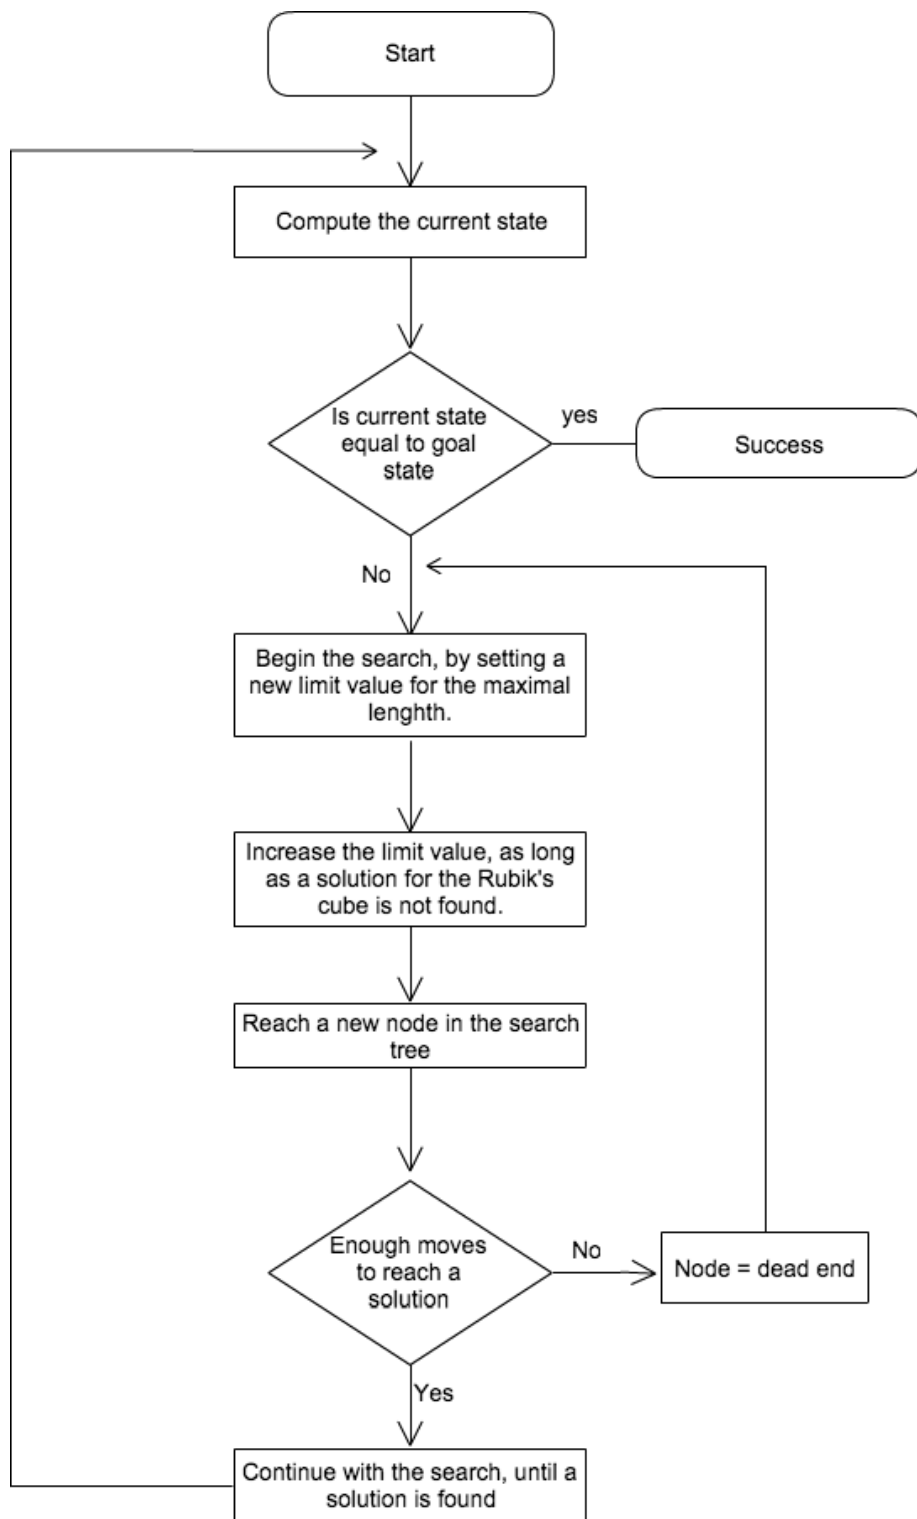 Start
Compute the current state
Is current state
equal to goal
state
yes
Success
No
Begin the search, by setting a
new limit value for the maximal
lenghth.
Increase the limit value, as long
as a solution for the Rubik's
cube is not found.
Reach a new node in the search
tree
Enough moves
to reach a
solution
No
Node = dead end
Yes
Continue with the search, until a
solution is found